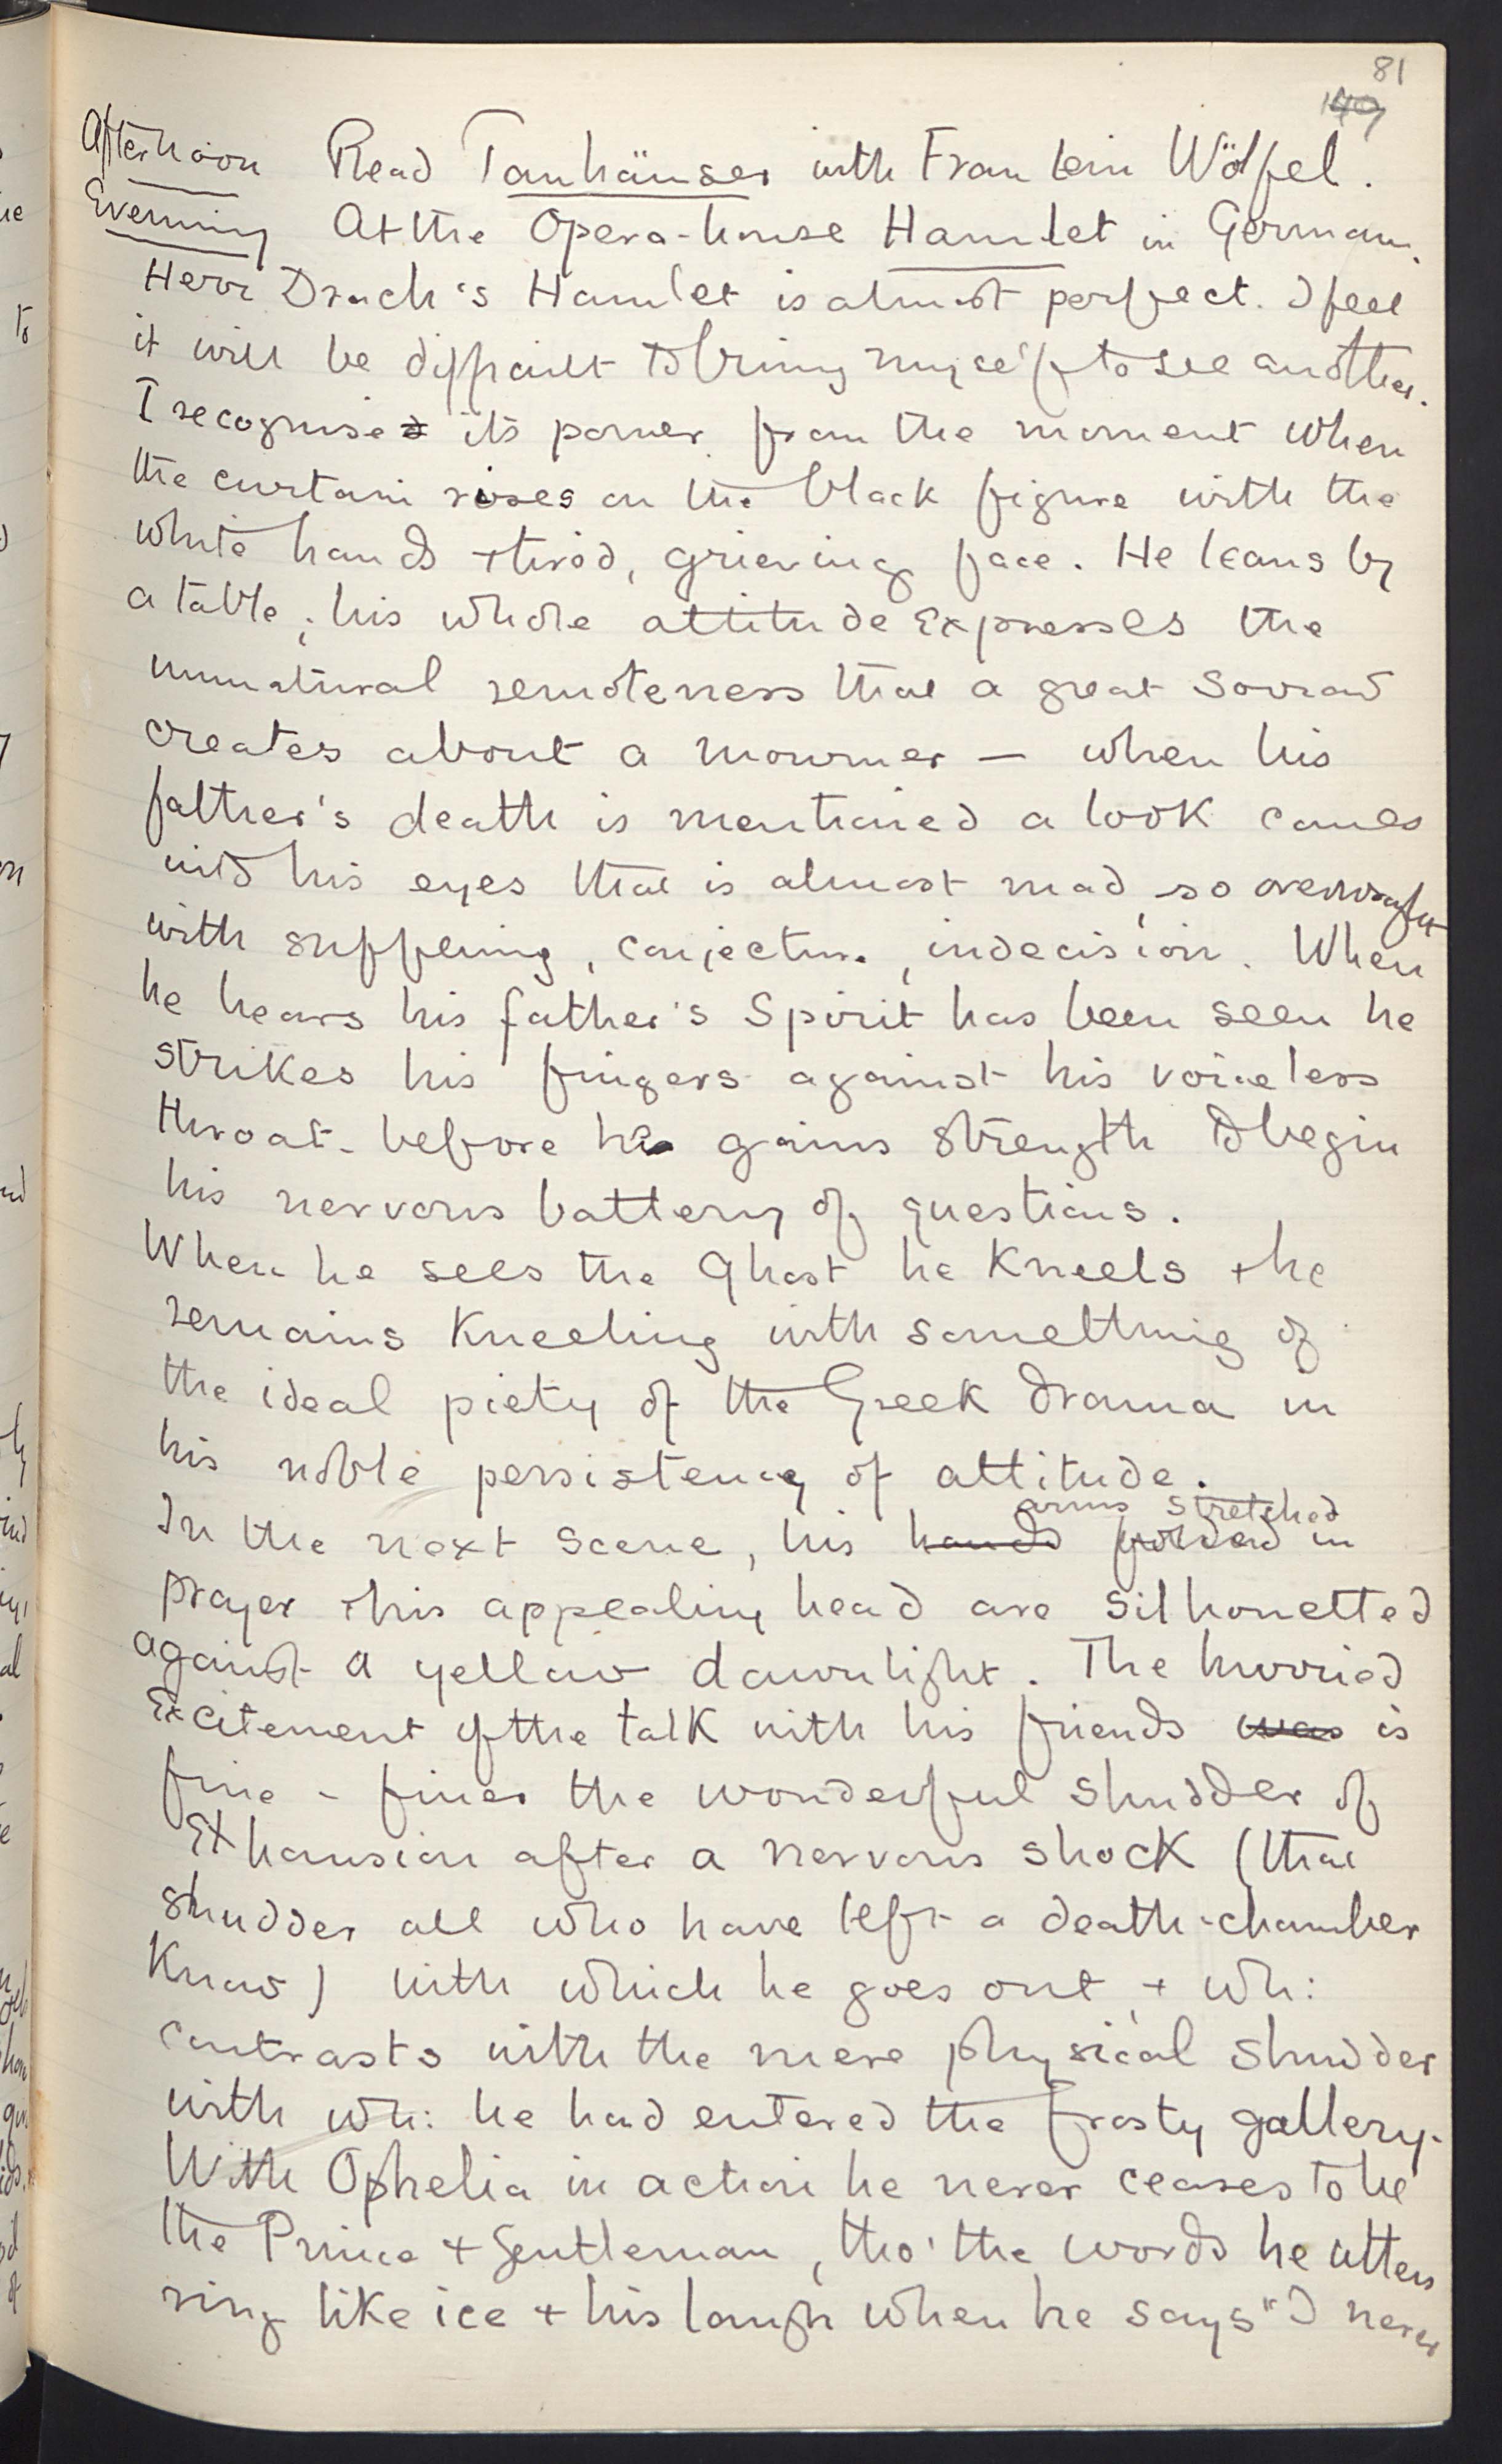 81
149
Afternoon Read Tanhäuser with Fraulein Wölfel.
Evening At the Opera-house Hamlet in German.
Herr Drach's Hamlet is almost perfect. I feel
it will be difficult to bring myself to see another.
I recognise its power from the moment when
the curtain rises on the black figure with the
white hands + tired, grieving face. He leans by
a table; his whole attitude expresses the
unnatural remoteness that a great sorrow
creates about a mourner — when his
father's death is mentioned a look comes
into his eyes that is almost mad, so overwrought
with suffering, conjecture, indecision. When
he hears his father's Spirit has been seen he
strikes his fingers against his voiceless
throat - before he gains strength to begin
his nervous battery of questions.
When he sees the Ghost he kneels + he
remains kneeling with something of
the ideal piety of the Greek drama in
his noble persistency of attitude.
arms stretched
In the next scene, his hands folded in
prayer + his appealing head are silhouetted
against a yellow dawnlight. The hurried
Excitement of the talk with his friends was is
fine - finer the wonderful shudder of
Exhausion after a nervous shock (that
shudder all who have left a death-chamber
Know) with which he goes out, + wh:
contrasts with the mere physical shudder
with wh: he had entered the frosty gallery.
With Ophelia in action he never ceases to be
the Prince + Gentleman, tho' the words he utters
ring like ice + his laugh when he says "I never